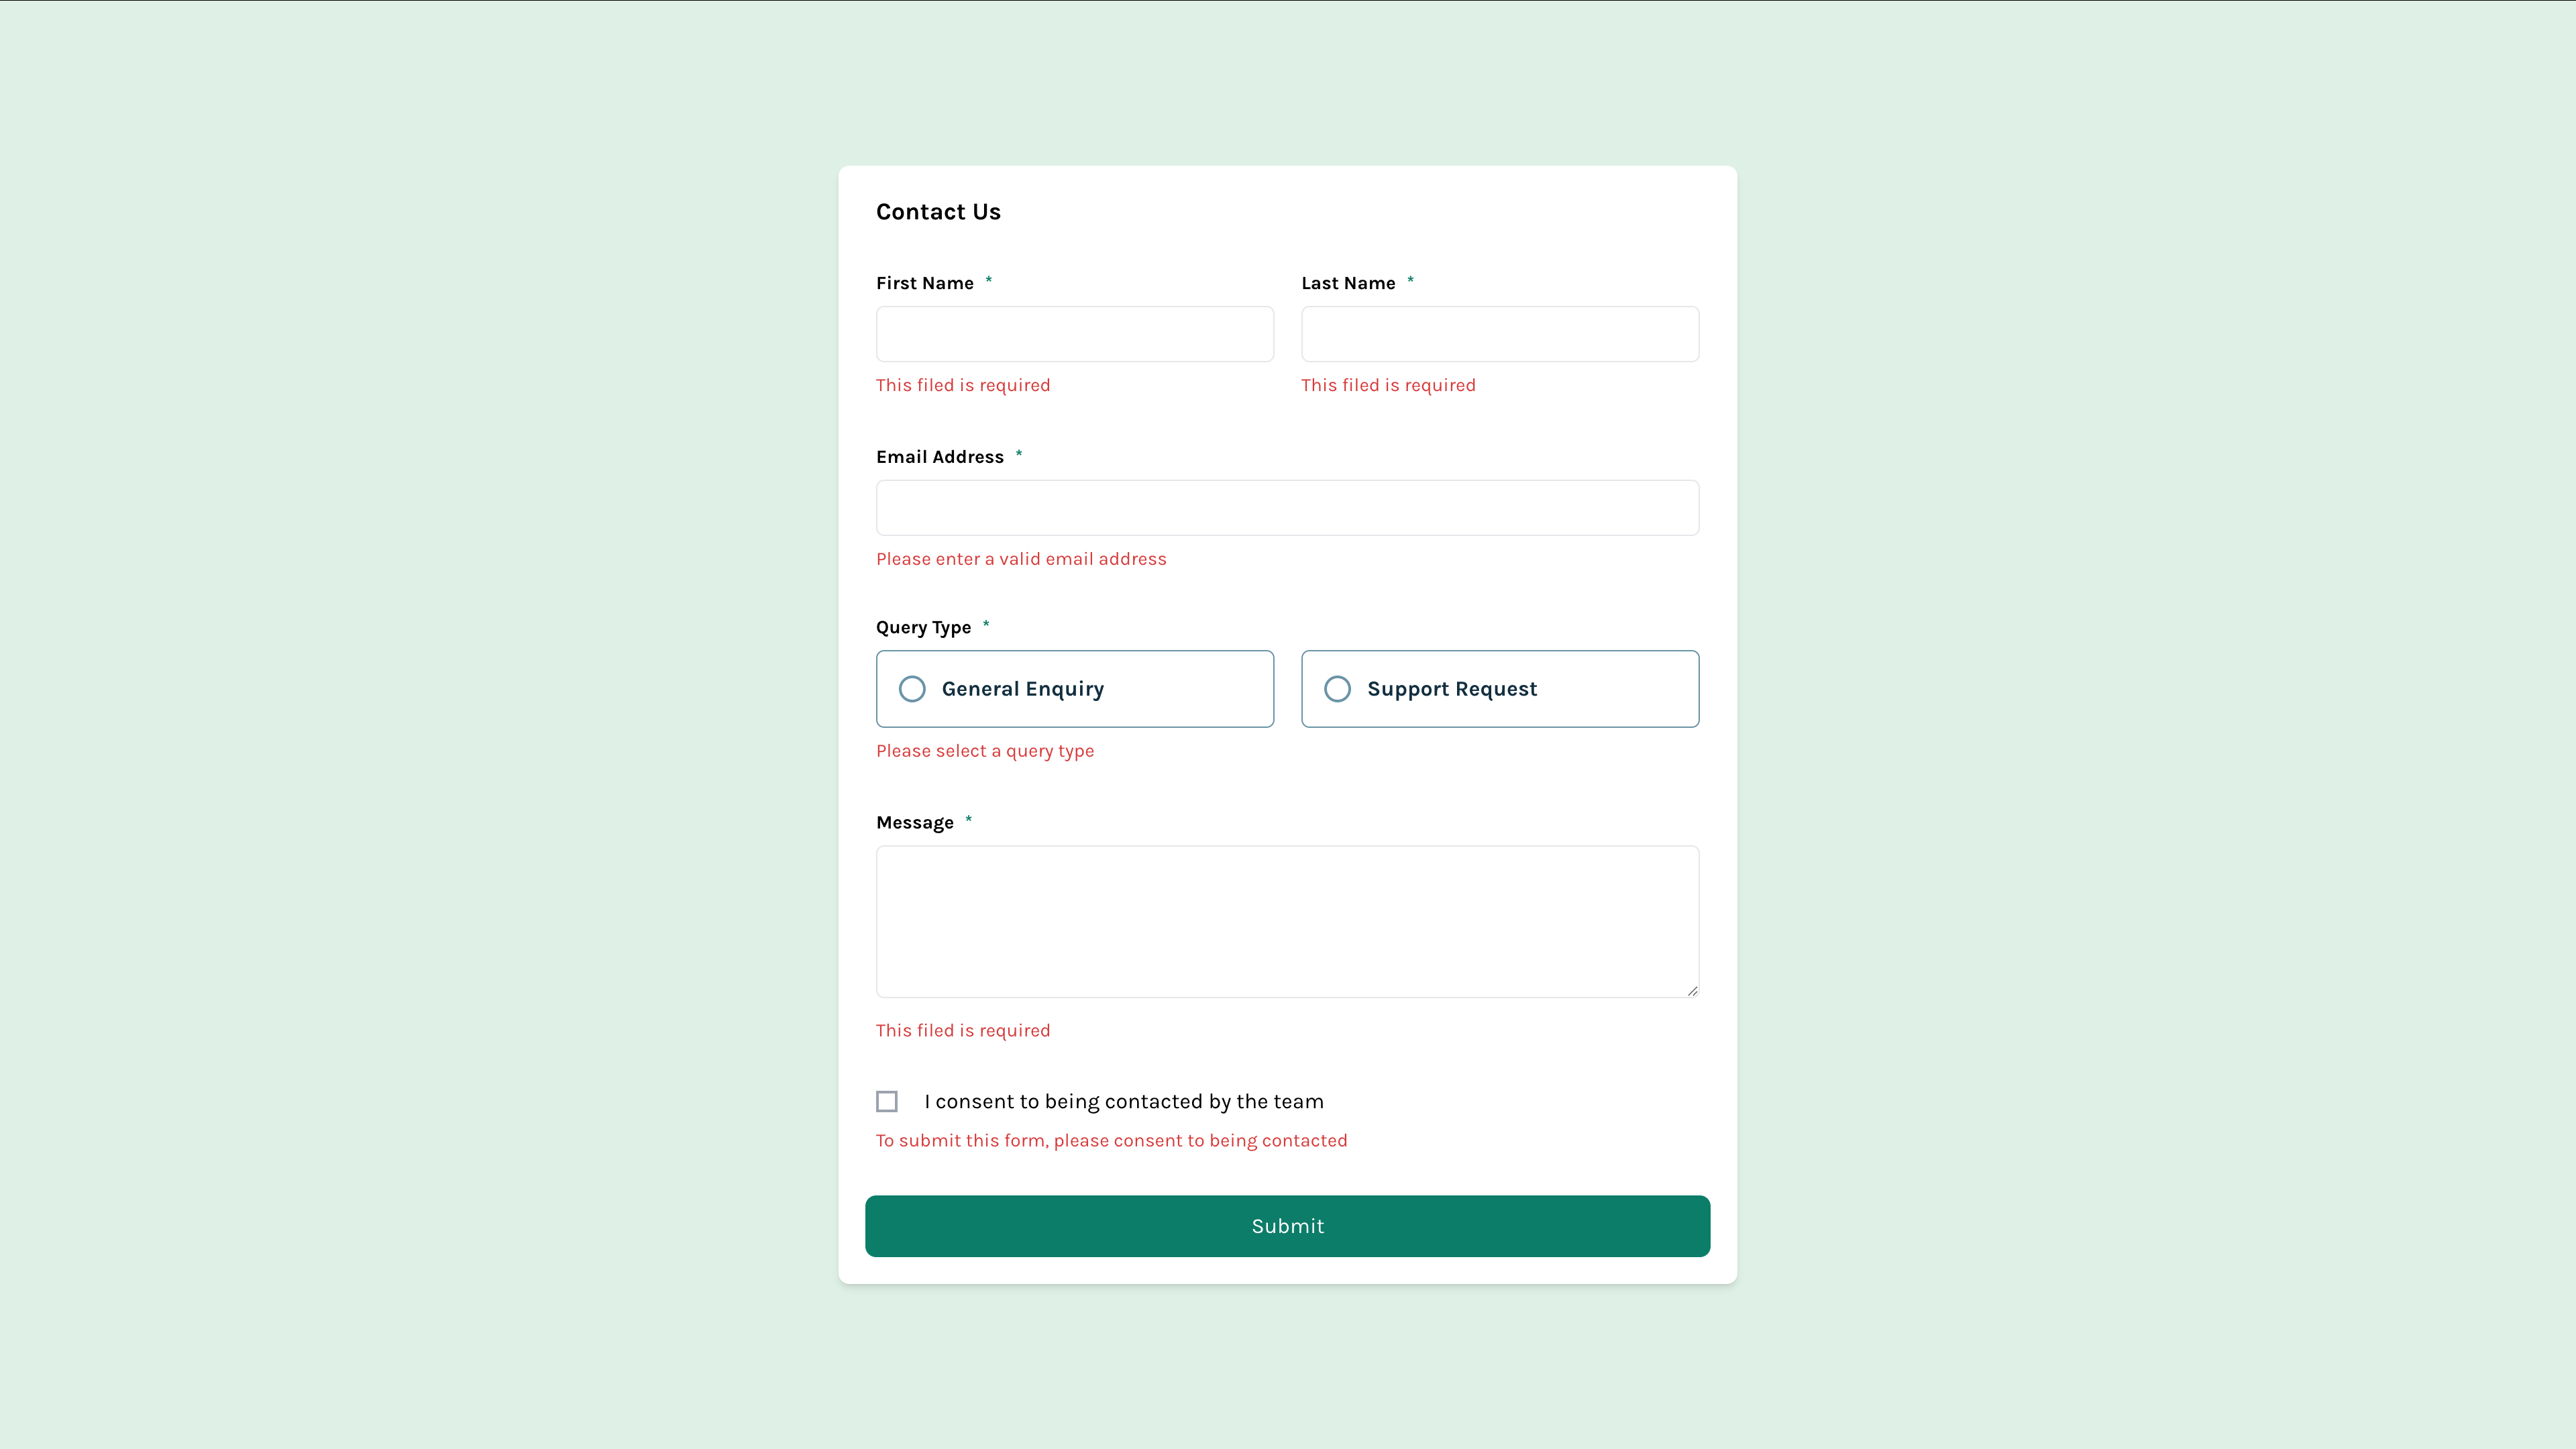 Contact Us
First Name *
Last Name *
This filed is required
This filed is required
Email Address *
Please enter a valid email address
Query Type *
General Enquiry
Support Request
Please select a query type
Message *
This filed is required
I consent to being contacted by the team
To submit this form, please consent to being contacted
Submit